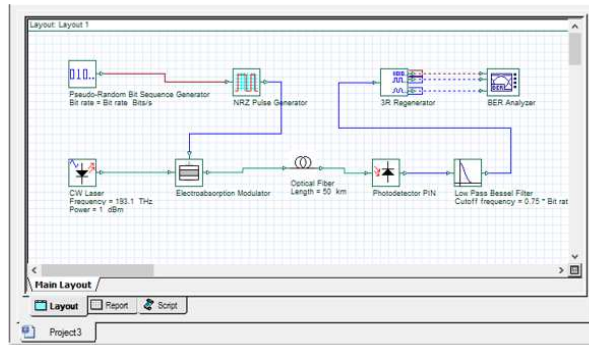 Layout: Layout 1
010..
Pseudo-Random Bit Sequence Generator
Bit rate = Bit rate Bits/s
NRZ Pulse Generator
3R Regenerator
BER
BER Analyzer
CW Laser
Frequency = 193.1 THz
Power = 1 dBm
Electroabsorption Modulator
Optical Fiber
Length = 50 km
Photodetector PIN
Low Pass Bessel Filter
Cutoff frequency = 0.75 * Bit rat
Main Layout
Layout
Report
Script
Project3